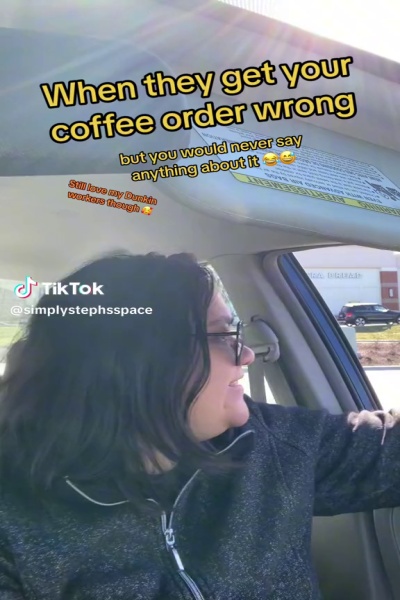 When they get your
coffee order wrong
but you would never say
anything about it 😂😅
Still love my Dunkin
workers though 🥰
TikTok
@simplystephsspace